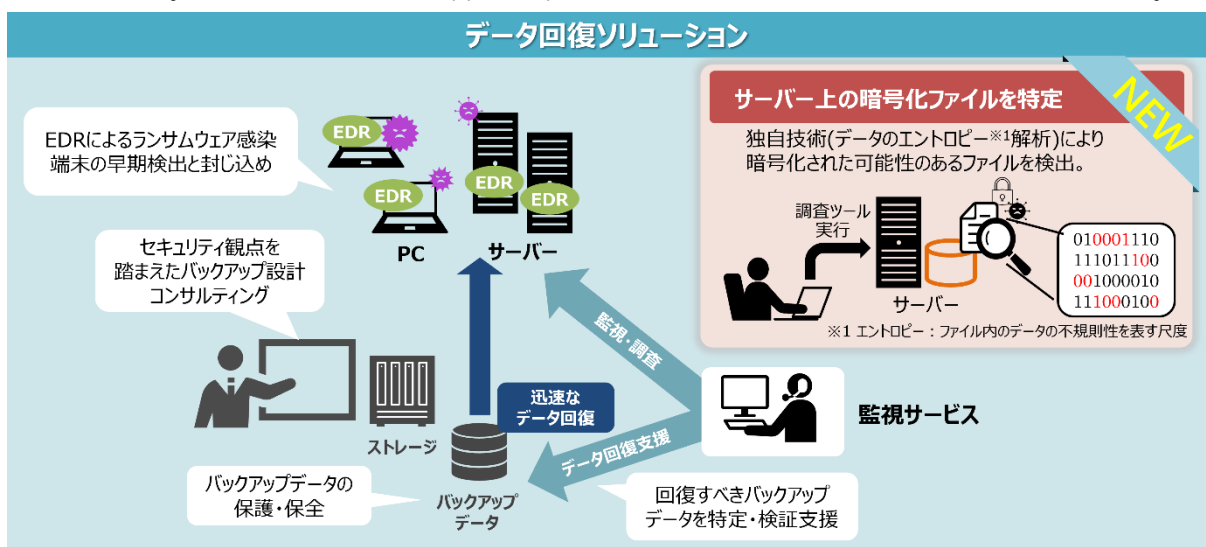 データ回復ソリューション
EDRによるランサムウェア感染
端末の早期検出と封じ込め
EDR
EDR
EDR
EDR
PC
サーバー
セキュリティ観点を
踏まえたバックアップ設計
コンサルティング
ストレージ
迅速な
データ回復
バックアップデータの
保護・保全
バックアップ
データ
監視・調査
データ回復支援
監視サービス
回復すべきバックアップ
データを特定・検証支援
サーバー上の暗号化ファイルを特定
NEW
独自技術(データのエントロピー※1解析)により
暗号化された可能性のあるファイルを検出。
調査ツール
実行
サーバー
010001110
111011100
001000010
111000100
※1 エントロピー：ファイル内のデータの不規則性を表す尺度